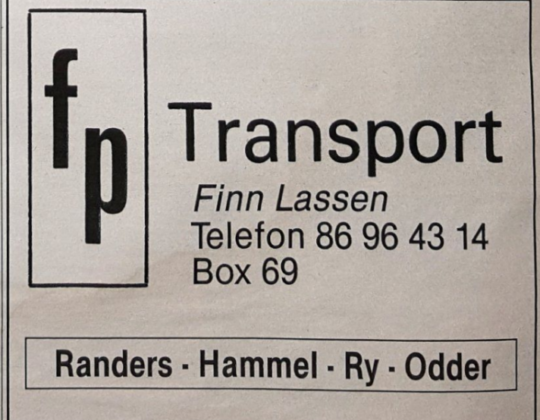 fp
Transport
Finn Lassen
Telefon 86 96 43 14
Box 69
Randers · Hammel · Ry · Odder